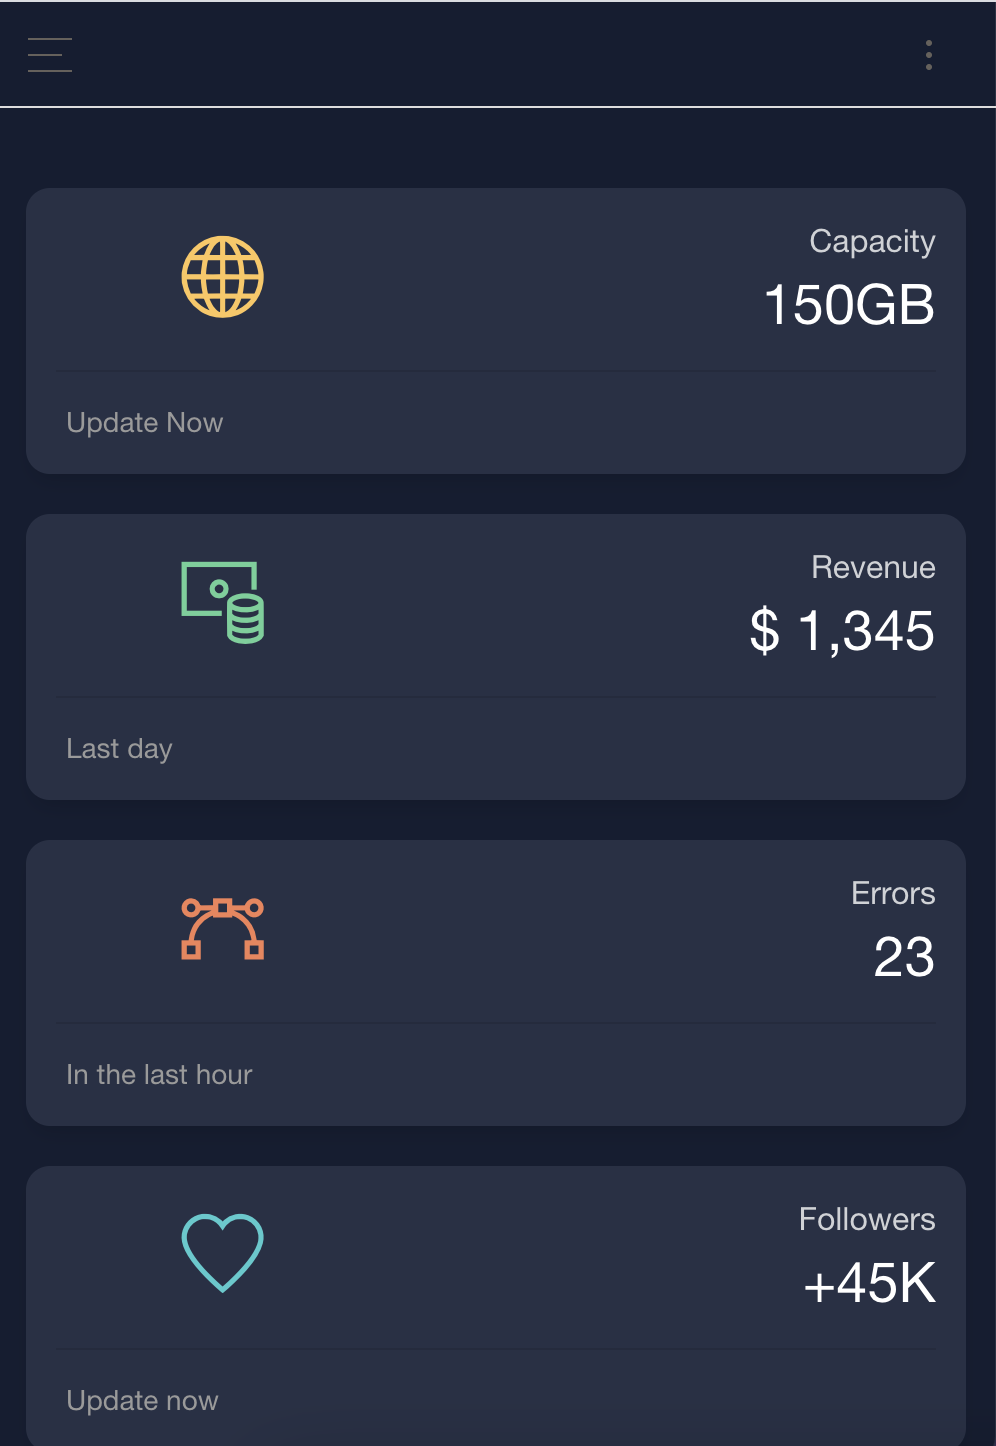 Capacity
150GB
Update Now
Revenue
$ 1,345
Last day
Errors
23
In the last hour
Followers
+45K
Update now